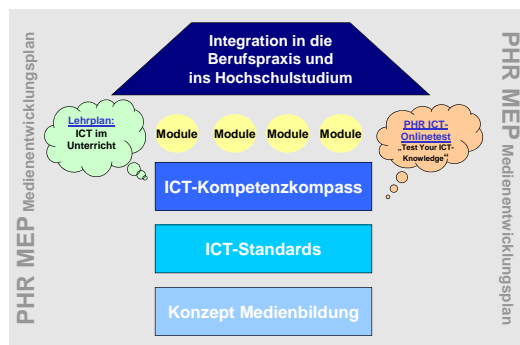 Integration in die
Berufspraxis und
ins Hochschulstudium
PHR MEP Medienentwicklungsplan
Lehrplan:
ICT im
Unterricht
Module
Module
Module
Module
PHR ICT-
Onlinetest
„Test Your ICT-
Knowledge“
ICT-Kompetenzkompass
ICT-Standards
Konzept Medienbildung
PHR MEP Medienentwicklungsplan